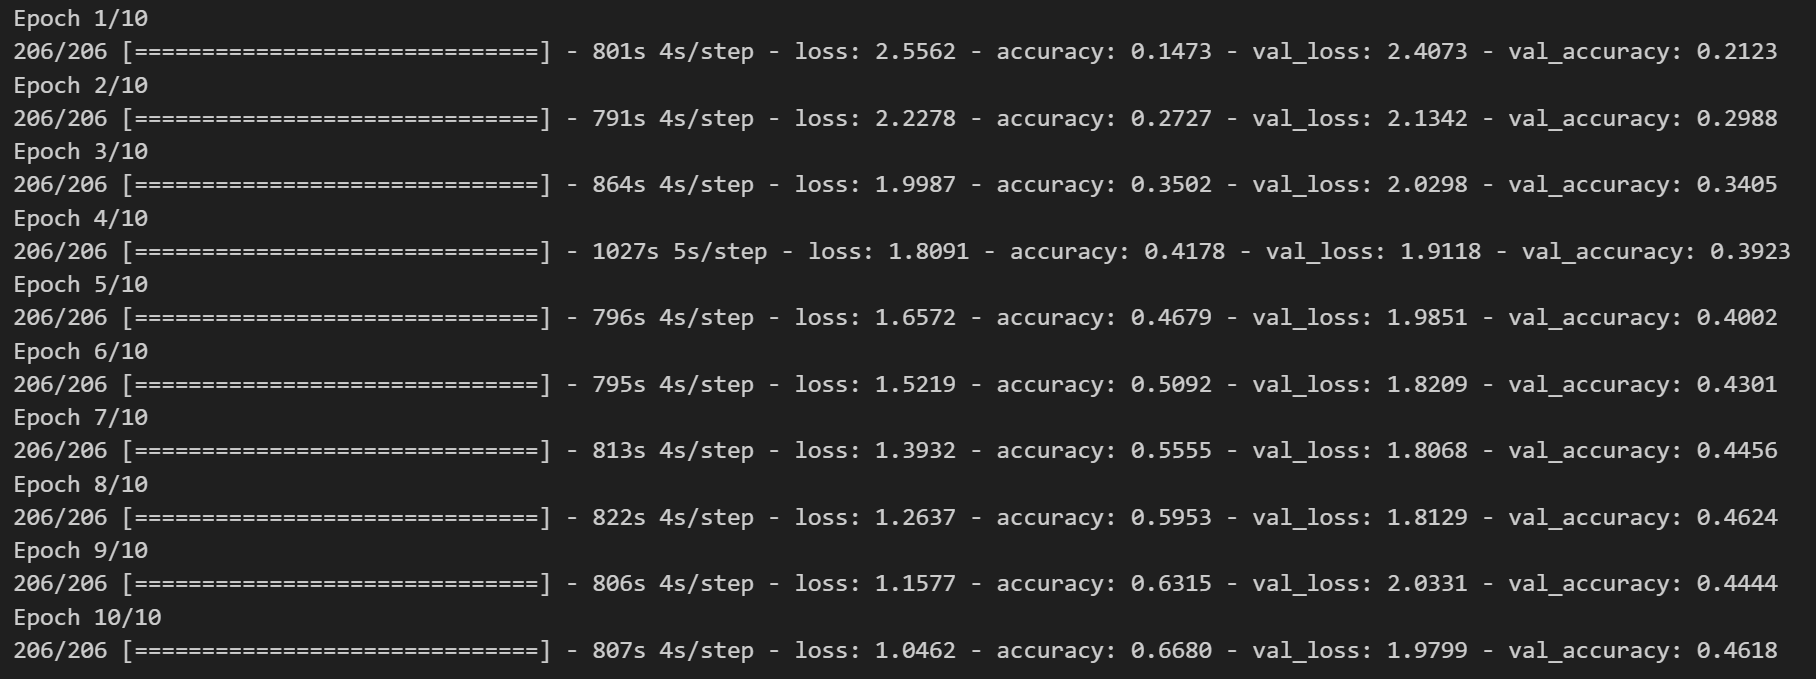 Epoch 1/10
206/206 [==============================] - 801s 4s/step - loss: 2.5562 - accuracy: 0.1473 - val_loss: 2.4073 - val_accuracy: 0.2123
Epoch 2/10
206/206 [==============================] - 791s 4s/step - loss: 2.2278 - accuracy: 0.2727 - val_loss: 2.1342 - val_accuracy: 0.2988
Epoch 3/10
206/206 [==============================] - 864s 4s/step - loss: 1.9987 - accuracy: 0.3502 - val_loss: 2.0298 - val_accuracy: 0.3405
Epoch 4/10
206/206 [==============================] - 1027s 5s/step - loss: 1.8091 - accuracy: 0.4178 - val_loss: 1.9118 - val_accuracy: 0.3923
Epoch 5/10
206/206 [==============================] - 796s 4s/step - loss: 1.6572 - accuracy: 0.4679 - val_loss: 1.9851 - val_accuracy: 0.4002
Epoch 6/10
206/206 [==============================] - 795s 4s/step - loss: 1.5219 - accuracy: 0.5092 - val_loss: 1.8209 - val_accuracy: 0.4301
Epoch 7/10
206/206 [==============================] - 813s 4s/step - loss: 1.3932 - accuracy: 0.5555 - val_loss: 1.8068 - val_accuracy: 0.4456
Epoch 8/10
206/206 [==============================] - 822s 4s/step - loss: 1.2637 - accuracy: 0.5953 - val_loss: 1.8129 - val_accuracy: 0.4624
Epoch 9/10
206/206 [==============================] - 806s 4s/step - loss: 1.1577 - accuracy: 0.6315 - val_loss: 2.0331 - val_accuracy: 0.4444
Epoch 10/10
206/206 [==============================] - 807s 4s/step - loss: 1.0462 - accuracy: 0.6680 - val_loss: 1.9799 - val_accuracy: 0.4618